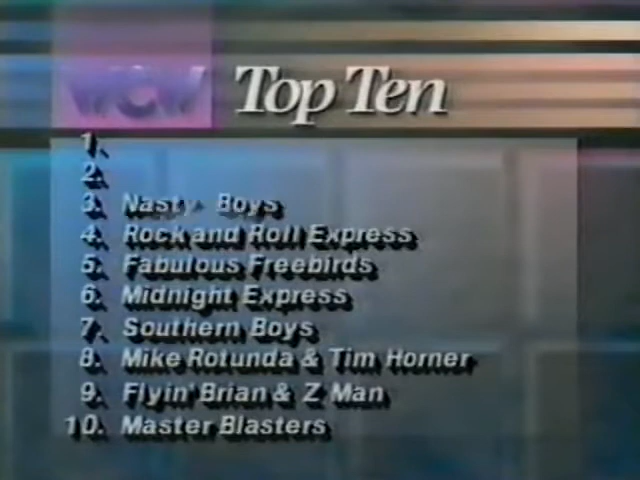 WCW Top Ten
1.
2.
3. Nasty Boys
4. Rock and Roll Express
5. Fabulous Freebirds
6. Midnight Express
7. Southern Boys
8. Mike Rotunda & Tim Horner
9. Flyin' Brian & Z Man
10. Master Blasters